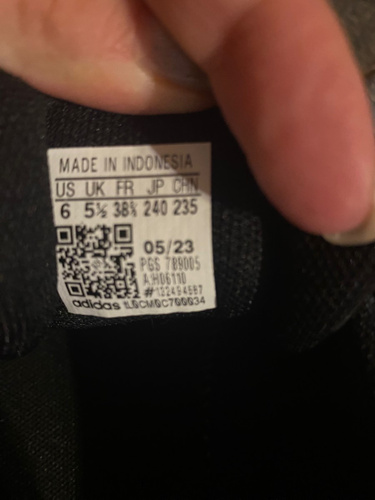 MADE IN INDONESIA
US UK FR JP CHN
6 5½ 38⅔ 240 235
05/23
PGS 789005
adidas